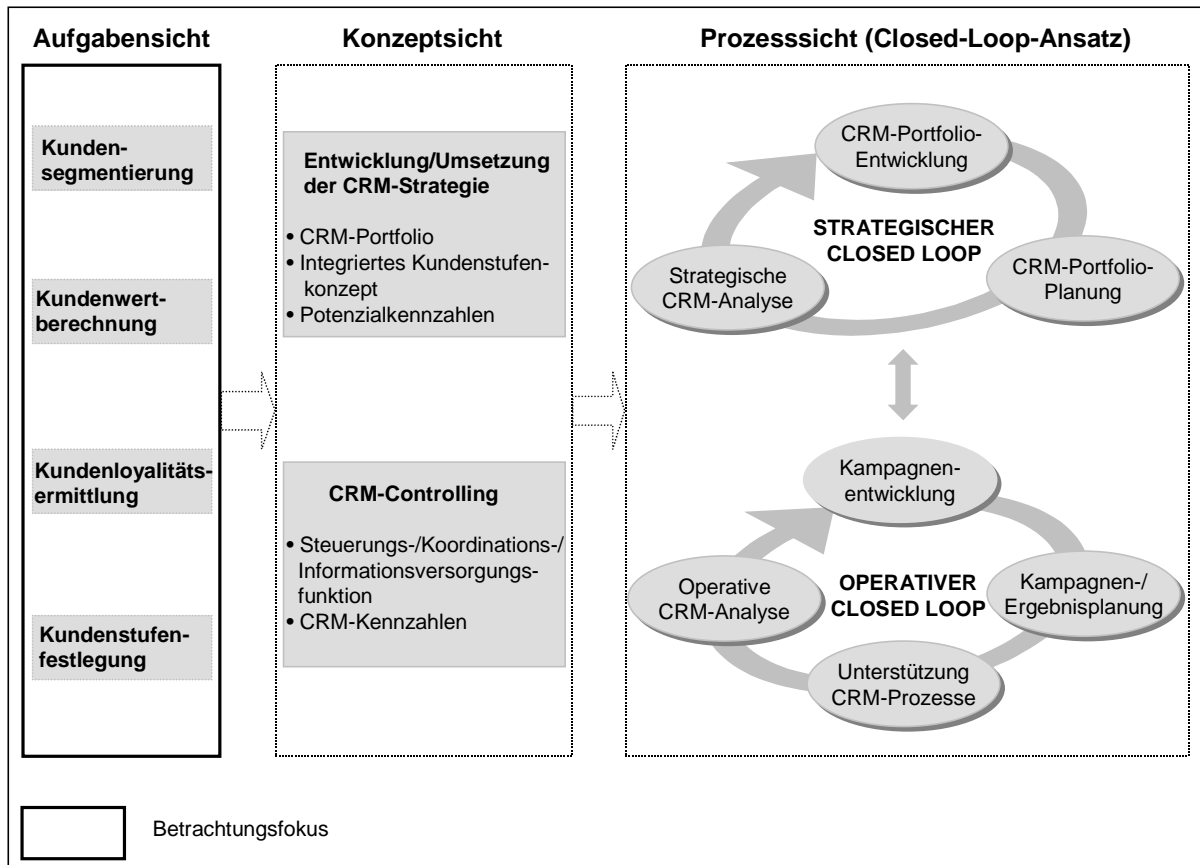 Aufgabensicht
Konzeptsicht
Prozesssicht (Closed-Loop-Ansatz)
Kunden-
segmentierung
Kundenwert-
berechnung
Kundenloyalitäts-
ermittlung
Kundenstufen-
festlegung
Entwicklung/Umsetzung
der CRM-Strategie
• CRM-Portfolio
• Integriertes Kundenstufen-
konzept
• Potenzialkennzahlen
CRM-Controlling
• Steuerungs-/Koordinations-/
Informationsversorgungs-
funktion
• CRM-Kennzahlen
CRM-Portfolio-
Entwicklung
STRATEGISCHER
CLOSED LOOP
Strategische
CRM-Analyse
CRM-Portfolio-
Planung
Kampagnen-
entwicklung
Operative
CRM-Analyse
OPERATIVER
CLOSED LOOP
Kampagnen-/
Ergebnisplanung
Unterstützung
CRM-Prozesse
Betrachtungsfokus